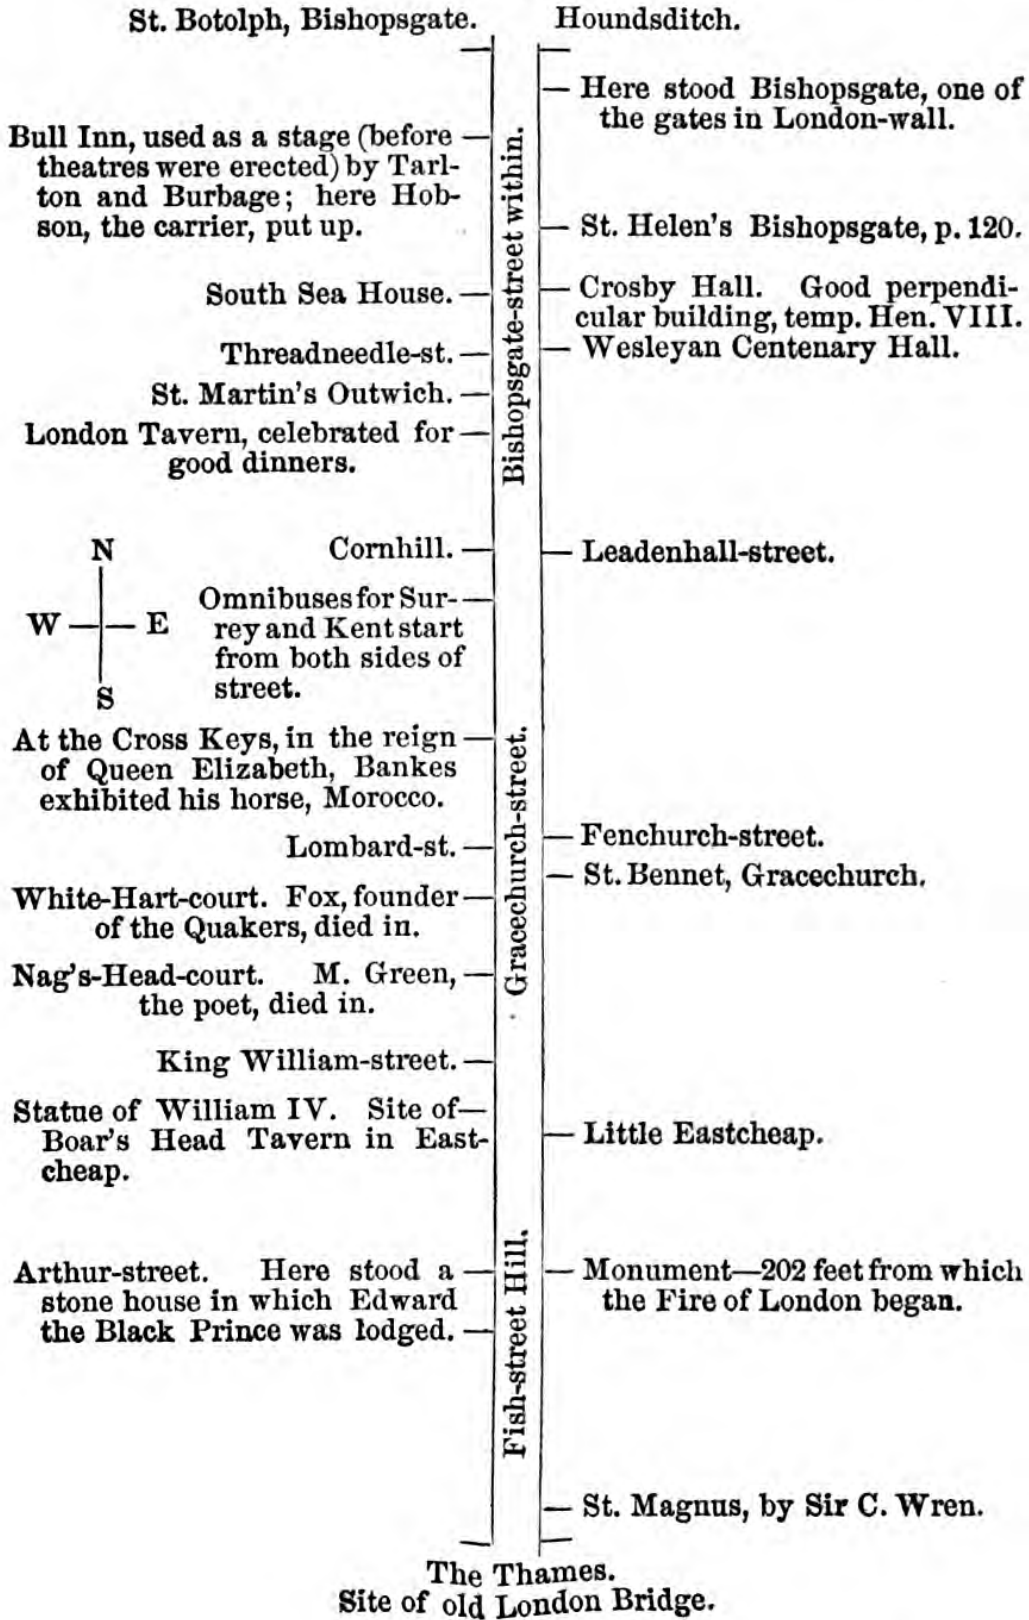 St. Botolph, Bishopsgate.
Houndsditch.
Here stood Bishopsgate, one of
the gates in London-wall.
Bull Inn, used as a stage (before
theatres were erected) by Tarl-
ton and Burbage; here Hob-
son, the carrier, put up.
St. Helen's Bishopsgate, p. 120.
South Sea House.
Crosby Hall. Good perpendi-
cular building, temp. Hen. VIII.
Threadneedle-st.
Wesleyan Centenary Hall.
St. Martin's Outwich.
London Tavern, celebrated for
good dinners.
Bishopsgate-street within.
Cornhill.
Leadenhall-street.
N
W
E
S
Omnibuses for Sur-
rey and Kent start
from both sides of
street.
At the Cross Keys, in the reign
of Queen Elizabeth, Bankes
exhibited his horse, Morocco.
Gracechurch-street.
Lombard-st.
Fenchurch-street.
St. Bennet, Gracechurch.
White-Hart-court. Fox, founder
of the Quakers, died in.
Nag's-Head-court. M. Green,
the poet, died in.
King William-street.
Statue of William IV. Site of
Boar's Head Tavern in East-
cheap.
Little Eastcheap.
Fish-street Hill.
Arthur-street. Here stood a
stone house in which Edward
the Black Prince was lodged.
Monument—202 feet from which
the Fire of London began.
St. Magnus, by Sir C. Wren.
The Thames.
Site of old London Bridge.